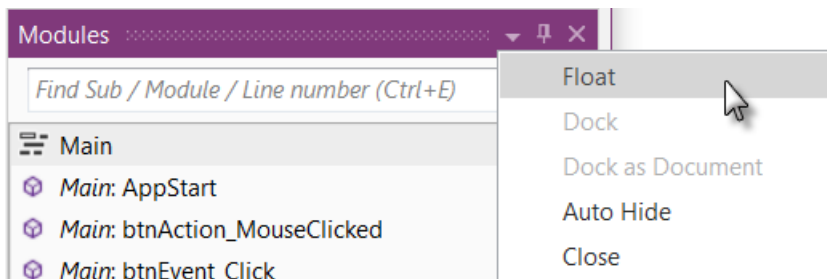 Modules
Find Sub / Module / Line number (Ctrl+E)
Main
Main: AppStart
Main: btnAction_MouseClicked
Main: btnEvent_Click
Float
Dock
Dock as Document
Auto Hide
Close